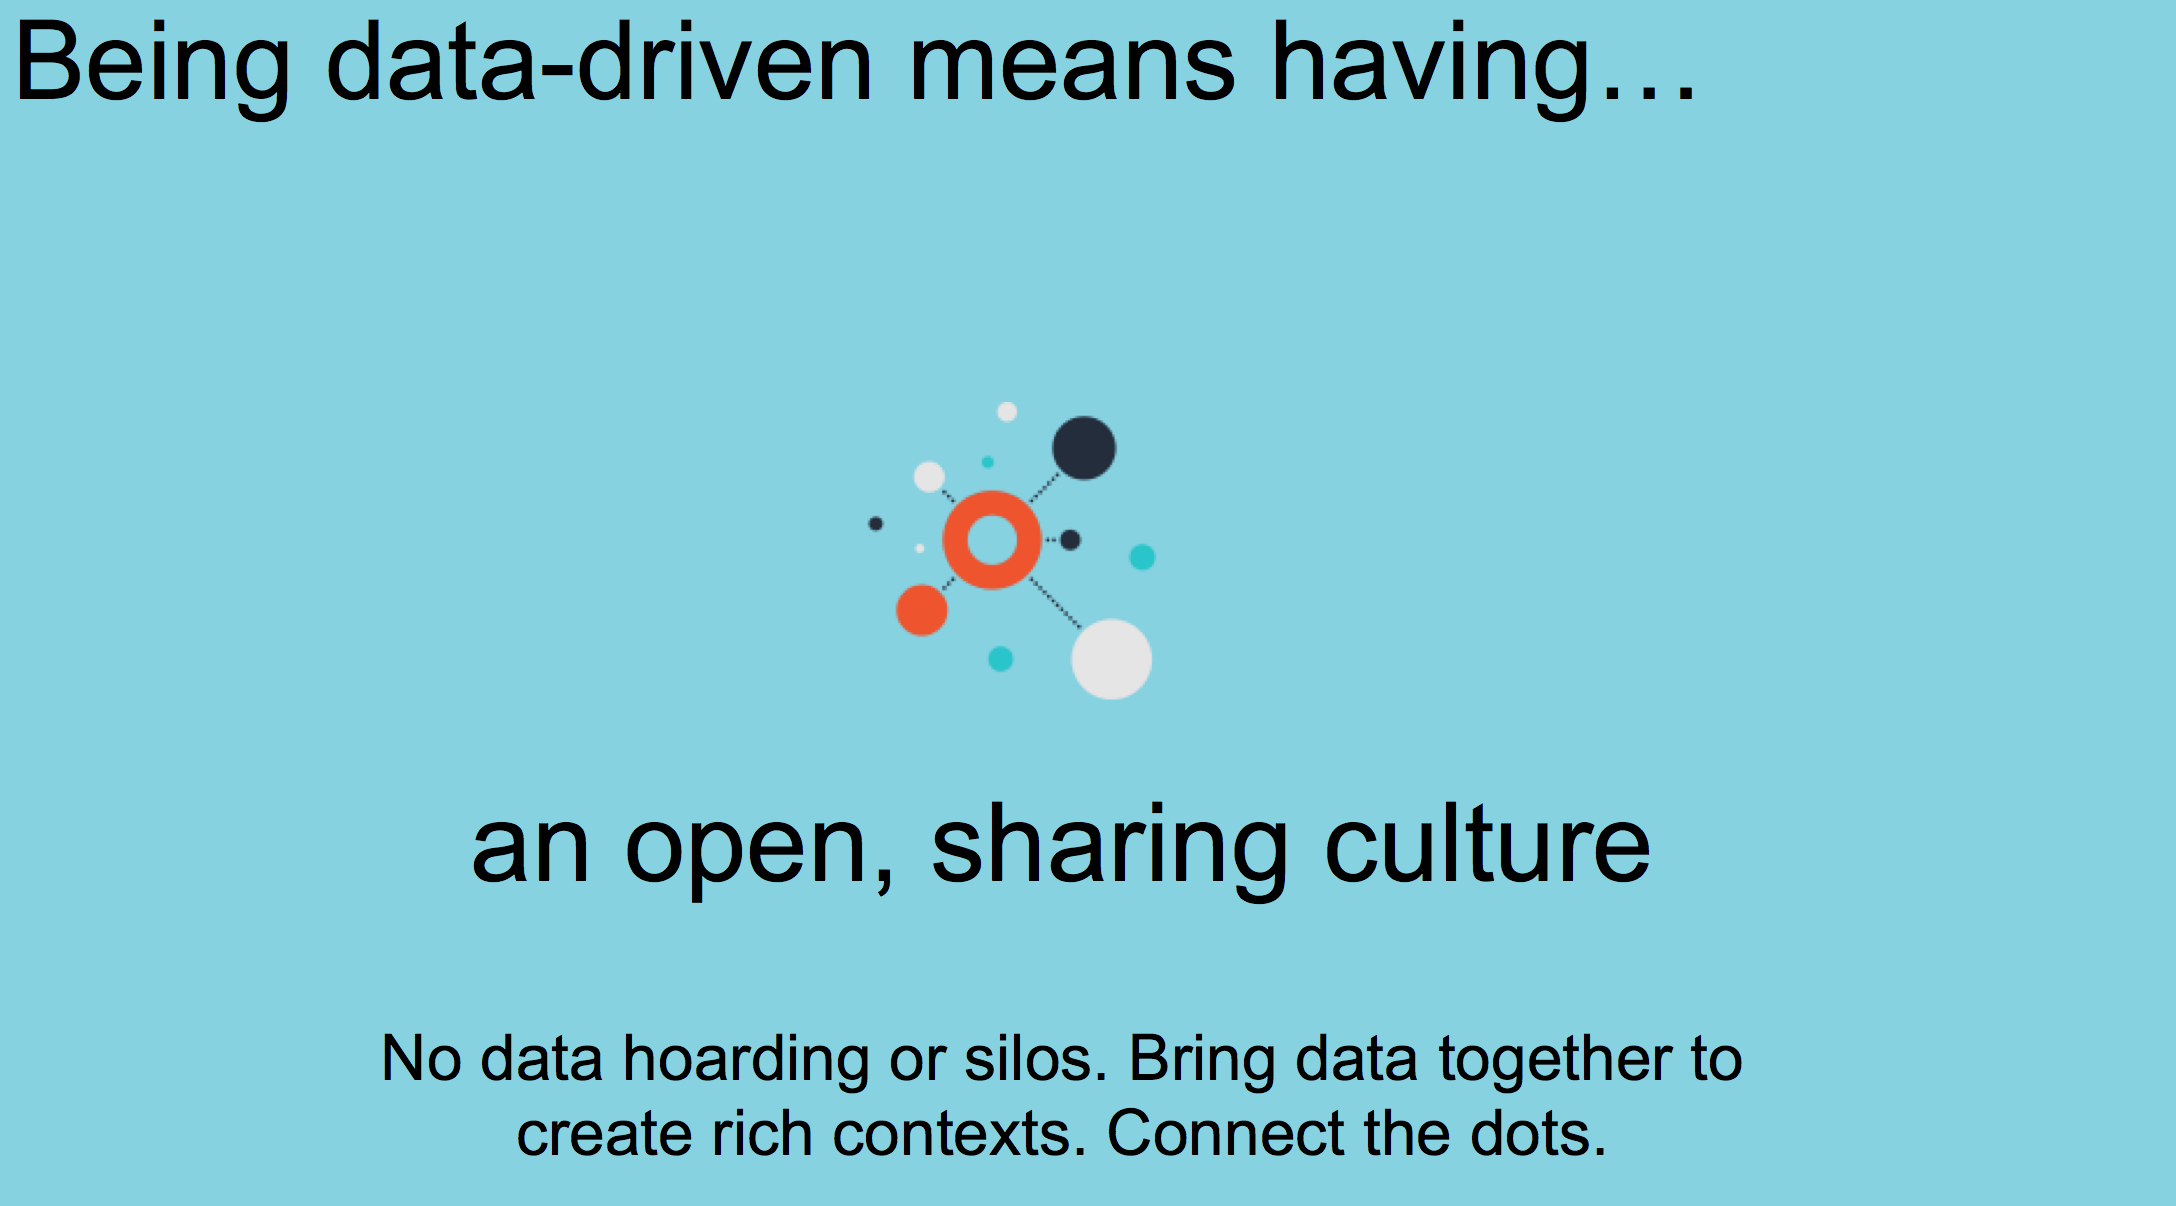 Being data-driven means having…
an open, sharing culture
No data hoarding or silos. Bring data together to
create rich contexts. Connect the dots.